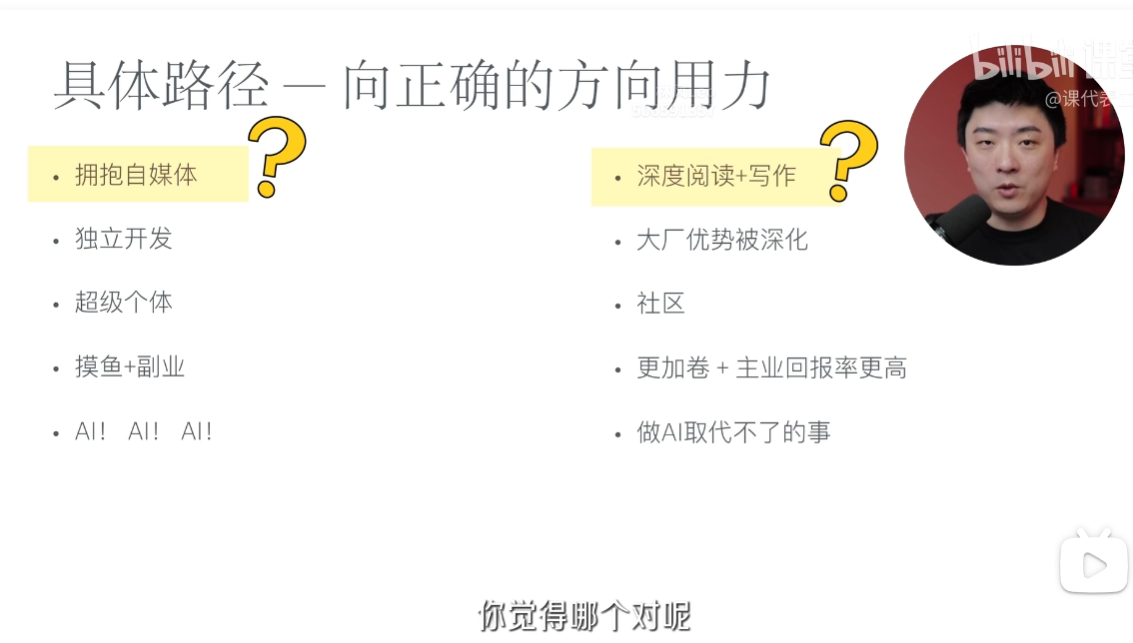 具体路径 — 向正确的方向用力
bilibili 课堂
@课代表立
• 拥抱自媒体
• 独立开发
• 超级个体
• 摸鱼+副业
• AI! AI! AI!
• 深度阅读+写作
• 大厂优势被深化
• 社区
• 更加卷 + 主业回报率更高
• 做AI取代不了的事
你觉得哪个对呢